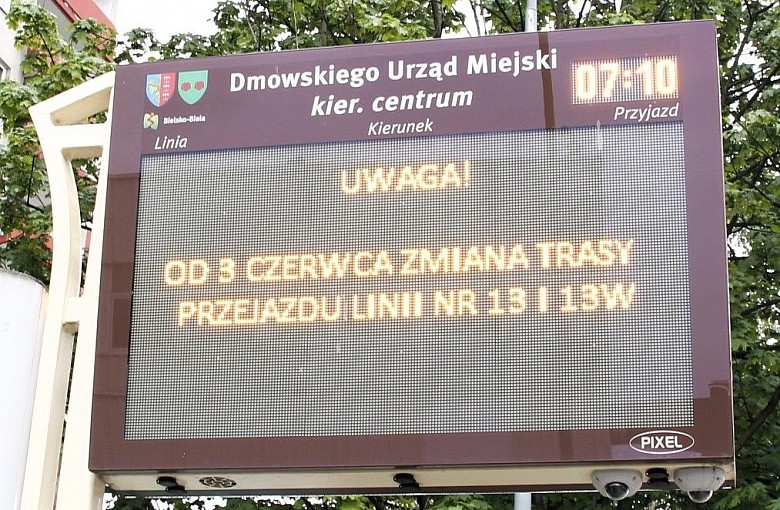 Dmowskiego Urząd Miejski
07:10
kier. centrum
Bielsko-Biała
Linia
Kierunek
Przyjazd
UWAGA!
OD 3 CZERWCA ZMIANA TRASY
PRZEJAZDU LINII NR 13 I 13W
PIXEL